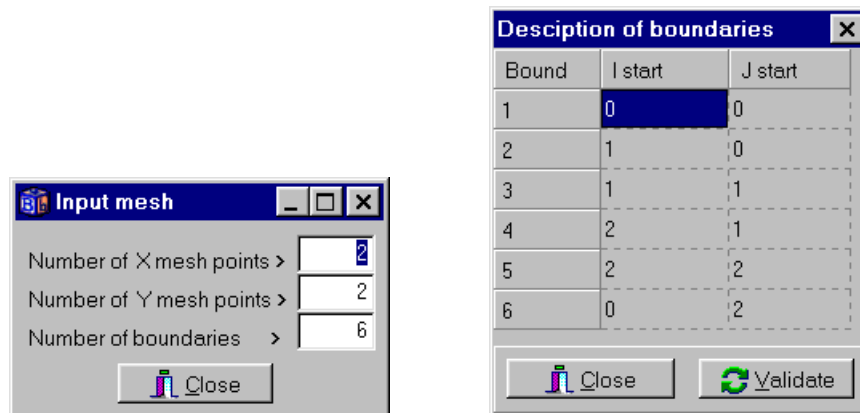 Input mesh
Number of X mesh points > 2
Number of Y mesh points > 2
Number of boundaries > 6
Close
Desciption of boundaries
Bound I start J start
1 0 0
2 1 0
3 1 1
4 2 1
5 2 2
6 0 2
Close Validate